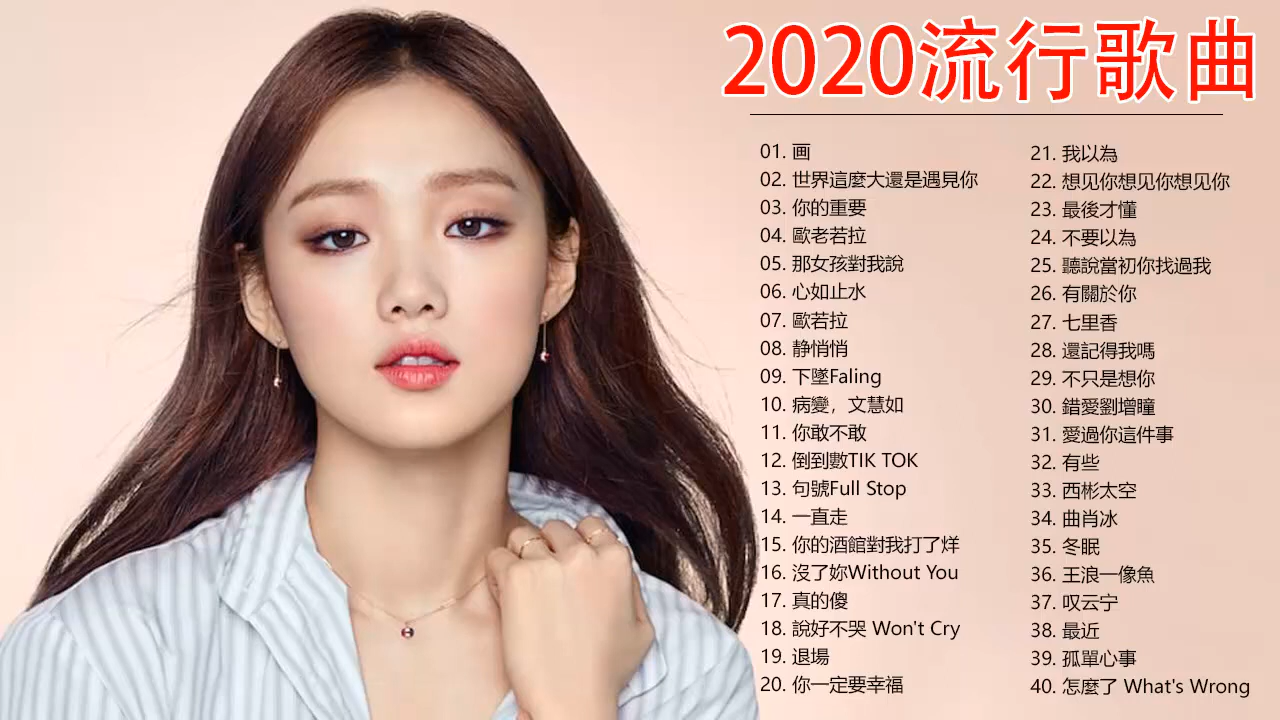 2020流行歌曲
01. 画
02. 世界這麼大還是遇見你
03. 你的重要
04. 歐老若拉
05. 那女孩對我說
06. 心如止水
07. 歐若拉
08. 静悄悄
09. 下墜Faling
10. 病變，文慧如
11. 你敢不敢
12. 倒到數TIK TOK
13. 句號Full Stop
14. 一直走
15. 你的酒館對我打了烊
16. 沒了妳Without You
17. 真的傻
18. 說好不哭 Won't Cry
19. 退場
20. 你一定要幸福
21. 我以為
22. 想见你想见你想见你
23. 最後才懂
24. 不要以為
25. 聽說當初你找過我
26. 有關於你
27. 七里香
28. 還記得我嗎
29. 不只是想你
30. 錯愛劉增瞳
31. 愛過你這件事
32. 有些
33. 西彬太空
34. 曲肖冰
35. 冬眠
36. 王浪一像魚
37. 叹云宁
38. 最近
39. 孤單心事
40. 怎麼了 What's Wrong